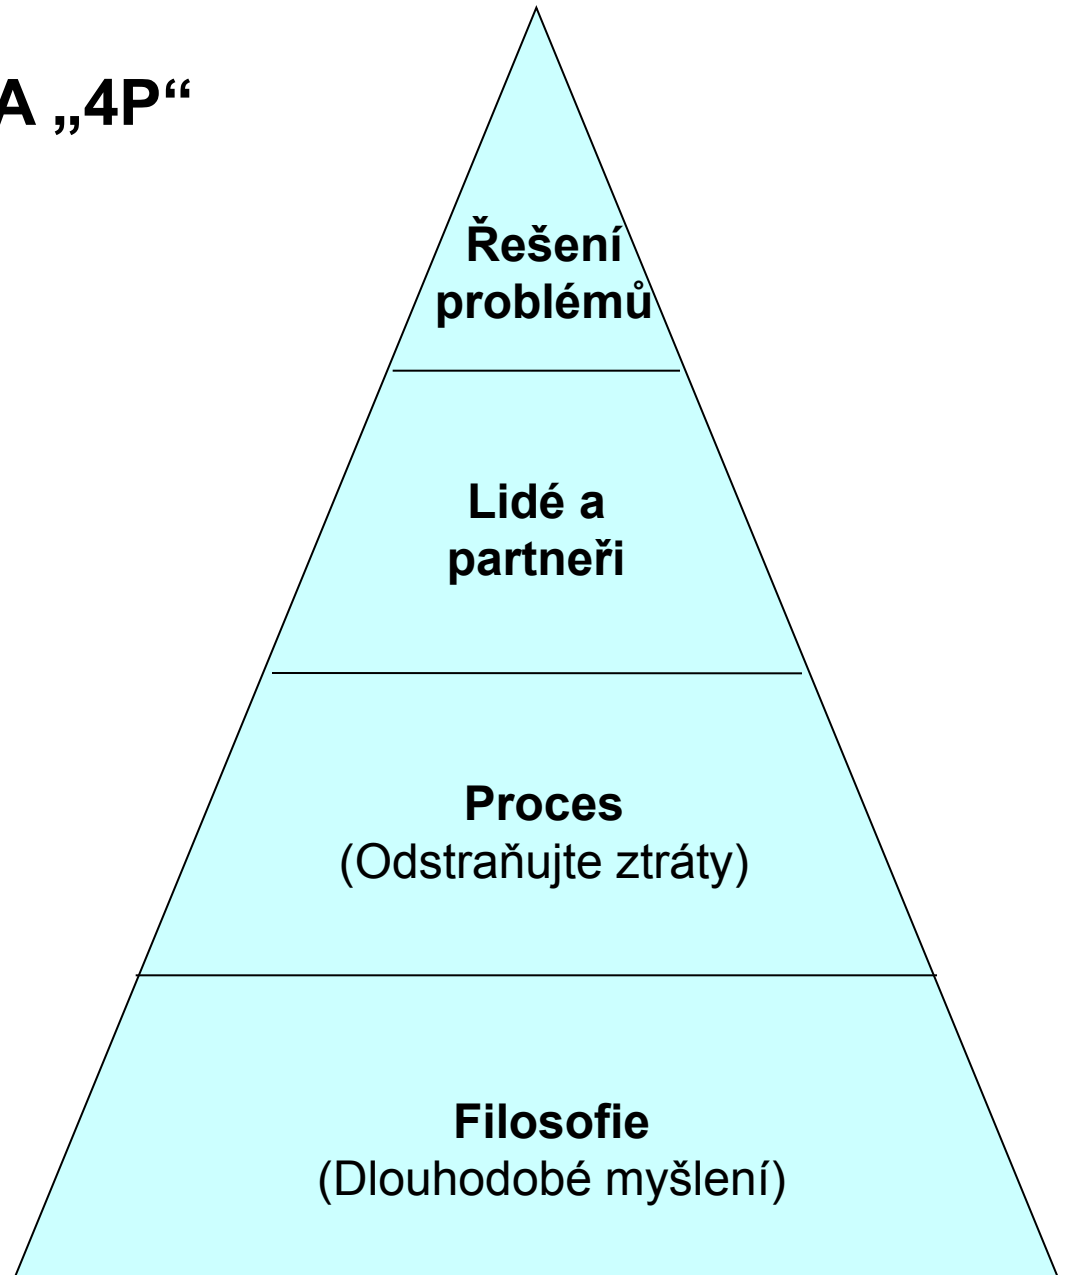 A „4P“
Řešení
problémů
Lidé a
partneři
Proces
(Odstraňujte ztráty)
Filosofie
(Dlouhodobé myšlení)